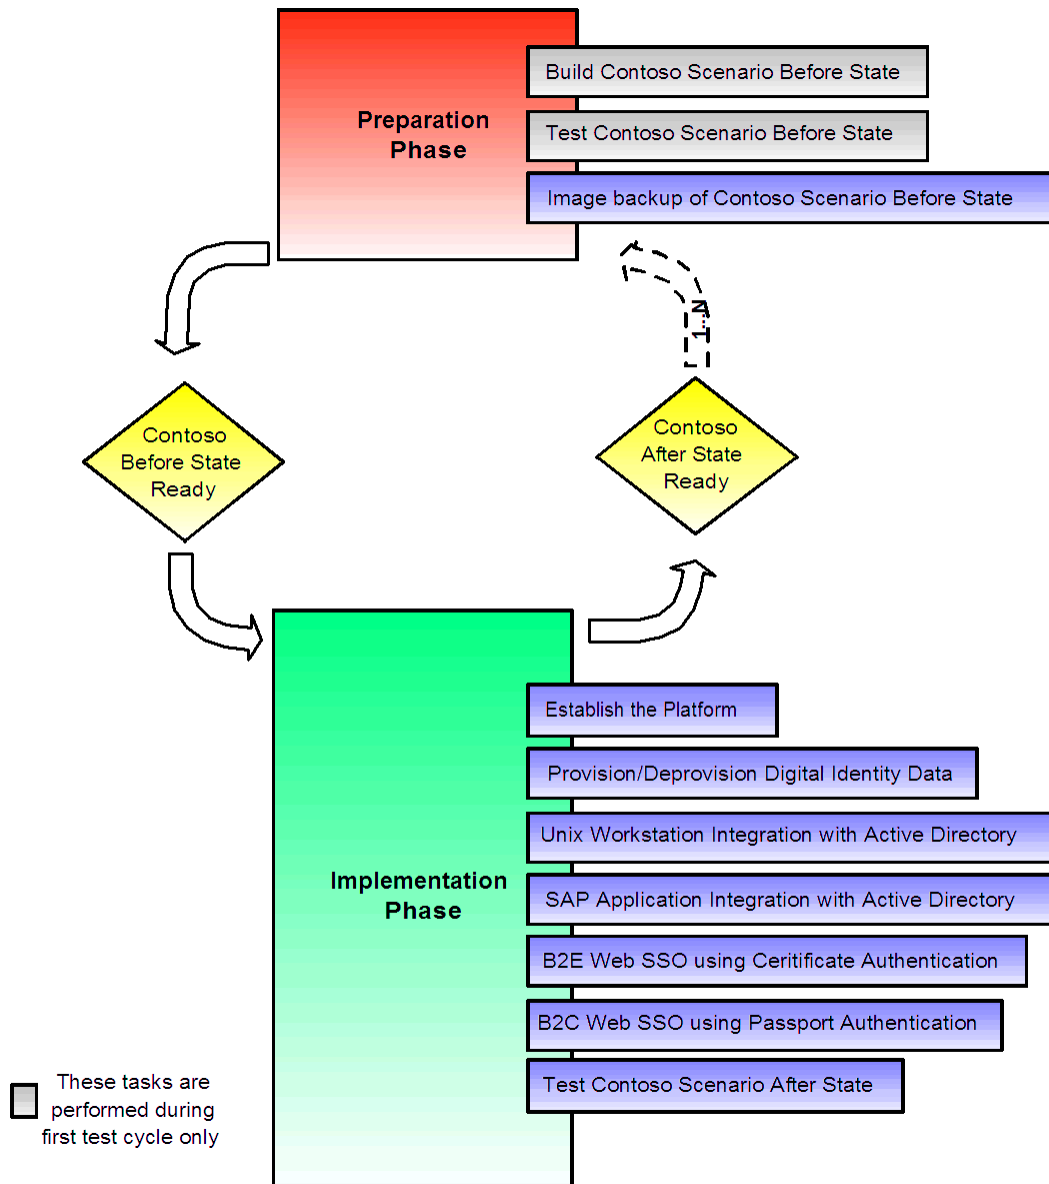 Preparation
Phase
Build Contoso Scenario Before State
Test Contoso Scenario Before State
Image backup of Contoso Scenario Before State
1...N
Contoso
Before State
Ready
Contoso
After State
Ready
Implementation
Phase
Establish the Platform
Provision/Deprovision Digital Identity Data
Unix Workstation Integration with Active Directory
SAP Application Integration with Active Directory
B2E Web SSO using Ceritificate Authentication
B2C Web SSO using Passport Authentication
Test Contoso Scenario After State
These tasks are
performed during
first test cycle only